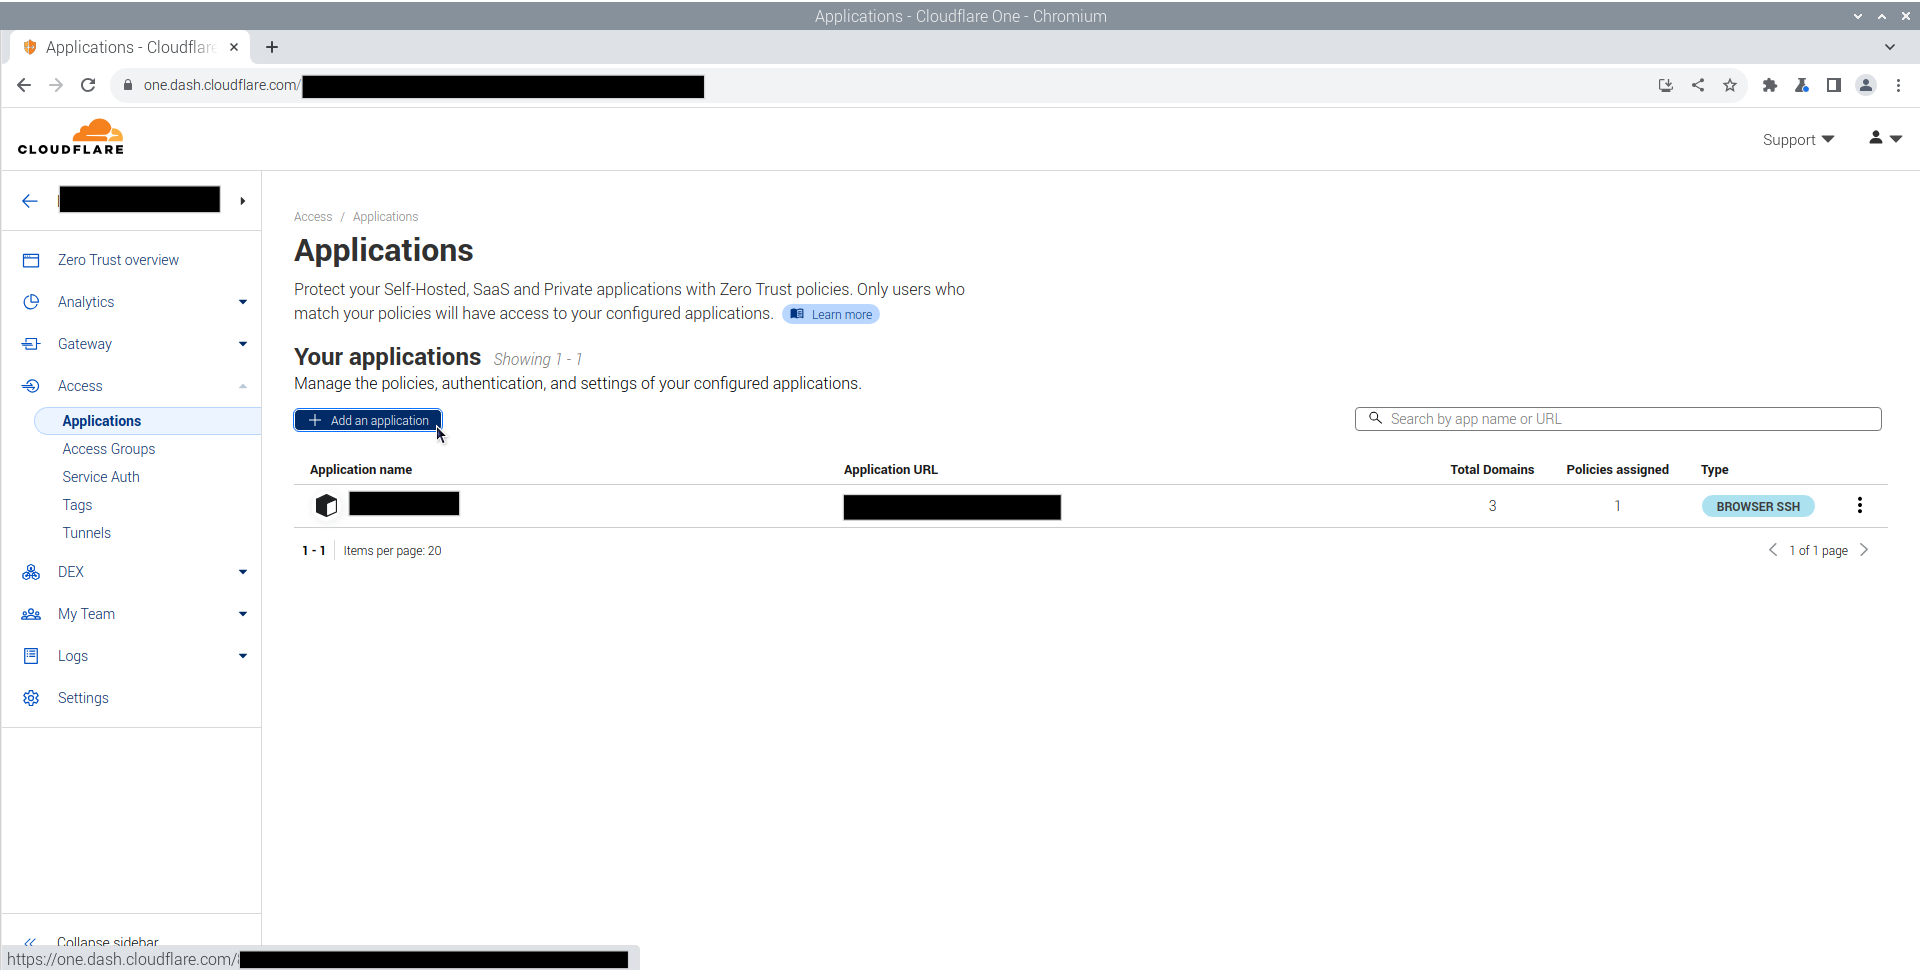 Applications - Cloudflare One - Chromium
Applications - Cloudflare
one.dash.cloudflare.com/
CLOUDFLARE
Support
Zero Trust overview
Analytics
Gateway
Access
Applications
Access Groups
Service Auth
Tags
Tunnels
DEX
My Team
Logs
Settings
Collapse sidebar
Access / Applications
Applications
Protect your Self-Hosted, SaaS and Private applications with Zero Trust policies. Only users who
match your policies will have access to your configured applications. Learn more
Your applications Showing 1 - 1
Manage the policies, authentication, and settings of your configured applications.
+ Add an application
Search by app name or URL
Application name Application URL Total Domains Policies assigned Type
3 1 BROWSER SSH
1 - 1 Items per page: 20
1 of 1 page
https://one.dash.cloudflare.com/